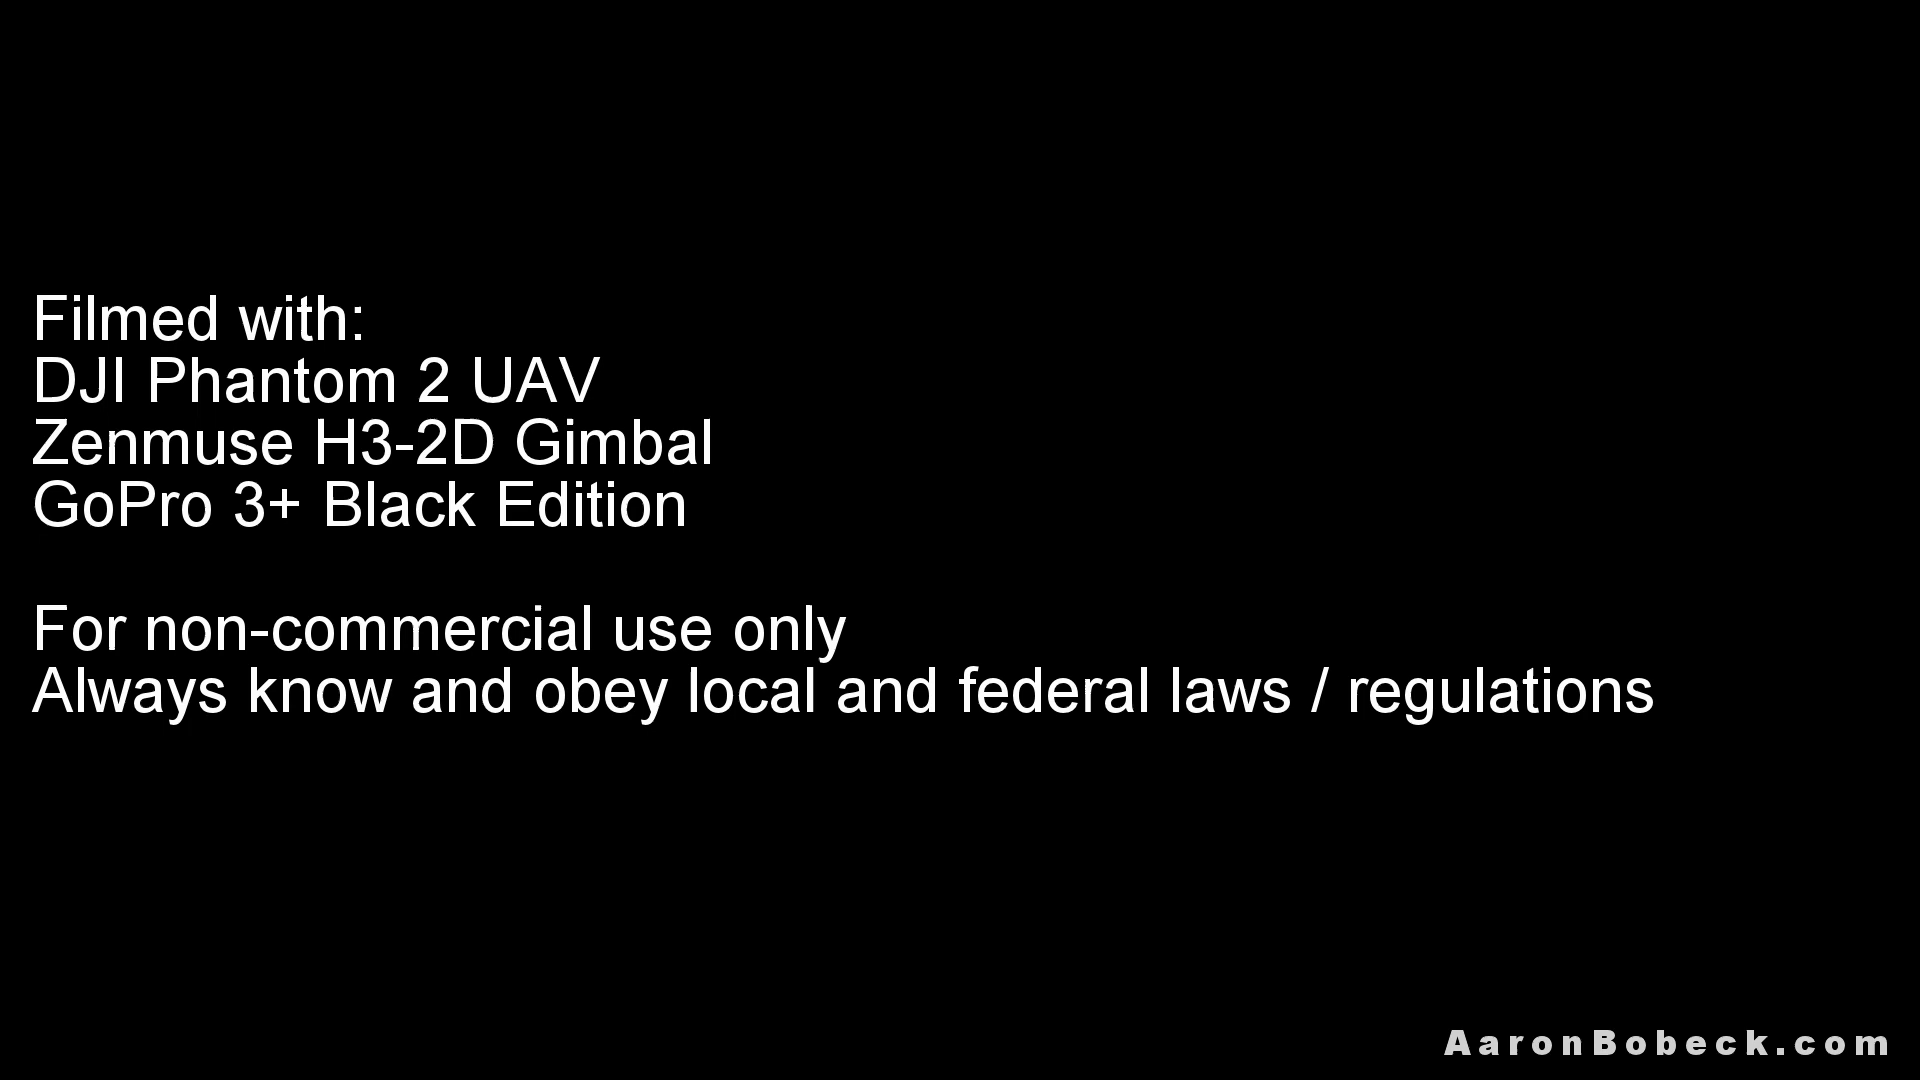 Filmed with:
DJI Phantom 2 UAV
Zenmuse H3-2D Gimbal
GoPro 3+ Black Edition
For non-commercial use only
Always know and obey local and federal laws / regulations
AaronBobeck.com